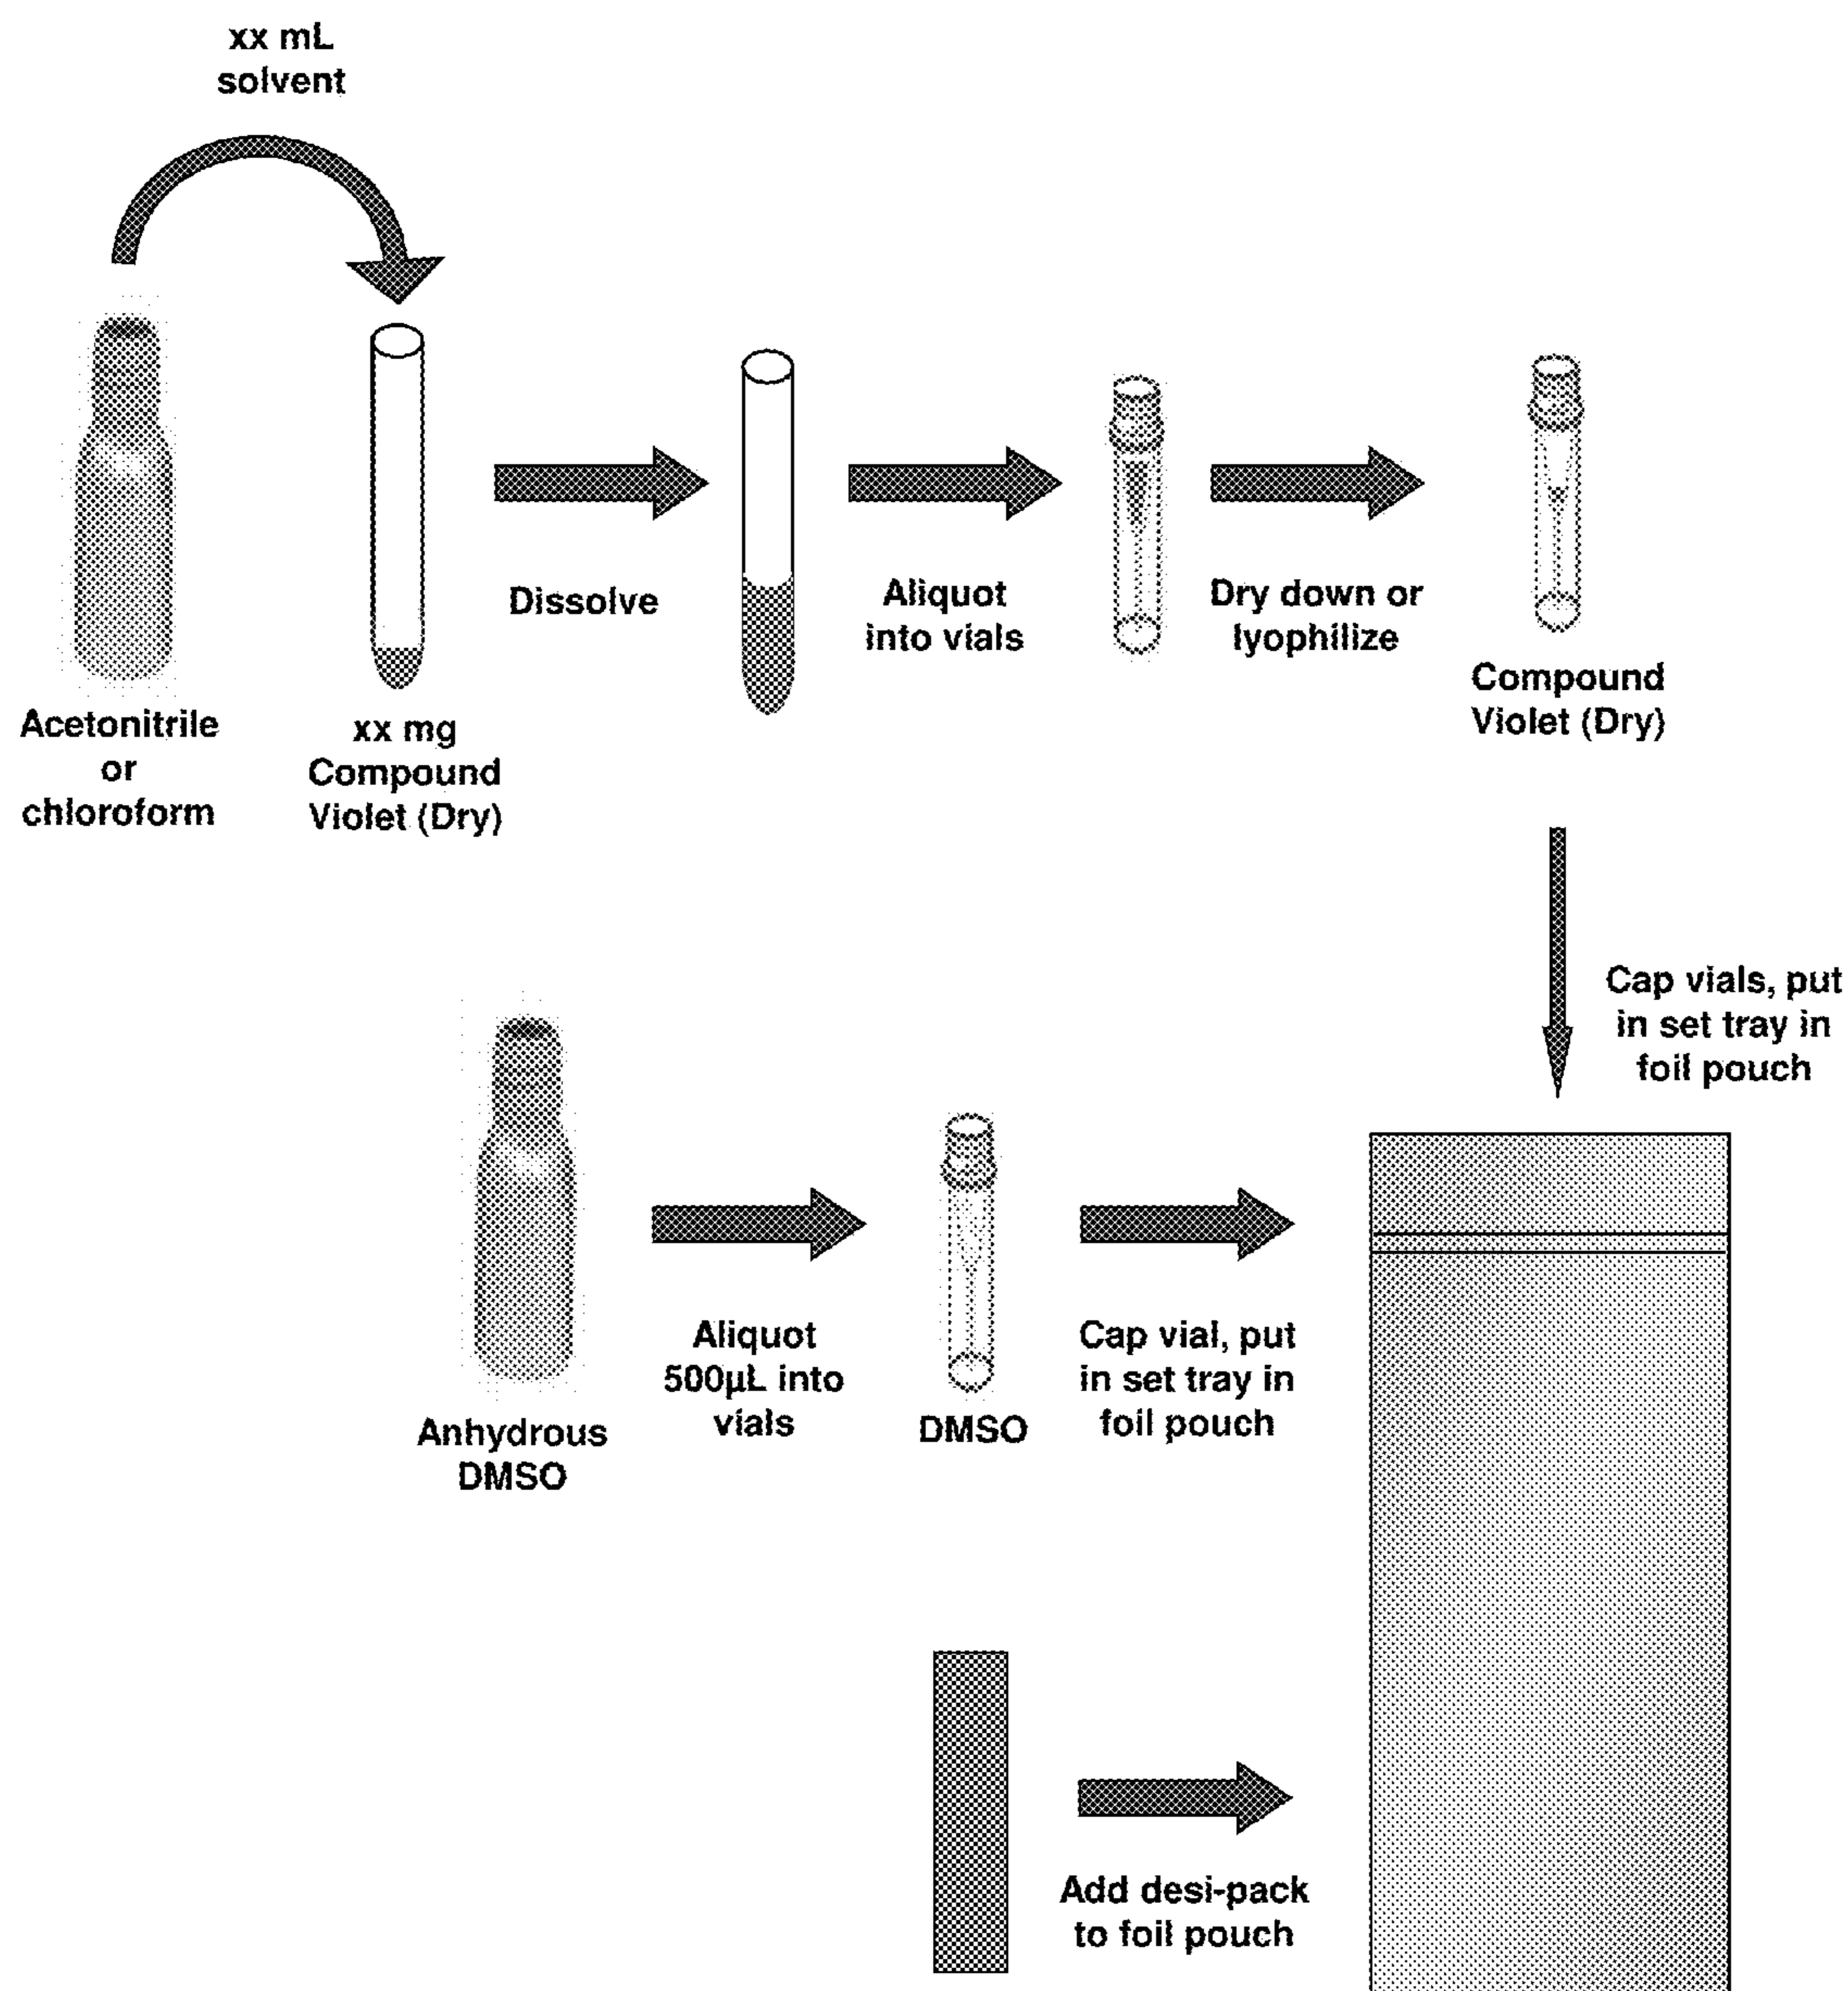 xx mL
solvent
Acetonitrile
or
chloroform
xx mg
Compound
Violet (Dry)
Dissolve
Aliquot
into vials
Dry down or
lyophilize
Compound
Violet (Dry)
Cap vials, put
in set tray in
foil pouch
Anhydrous
DMSO
Aliquot
500µL into
vials
DMSO
Cap vial, put
in set tray in
foil pouch
Add desi-pack
to foil pouch